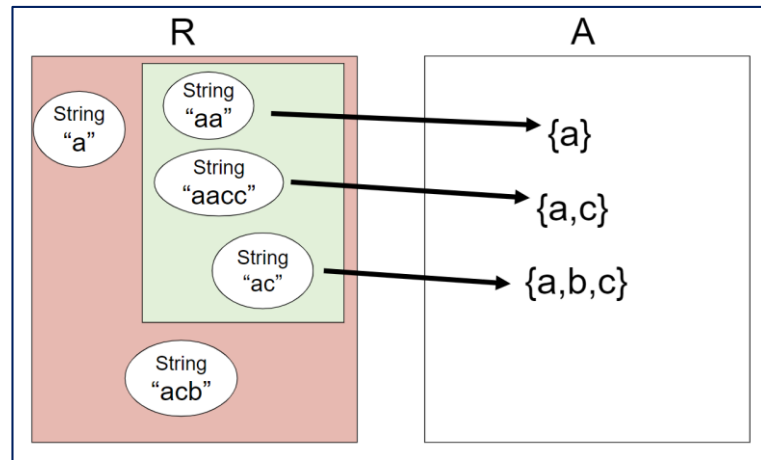 R
A
String
“a”
String
“aa”
String
“aacc”
String
“ac”
String
“acb”
{a}
{a,c}
{a,b,c}